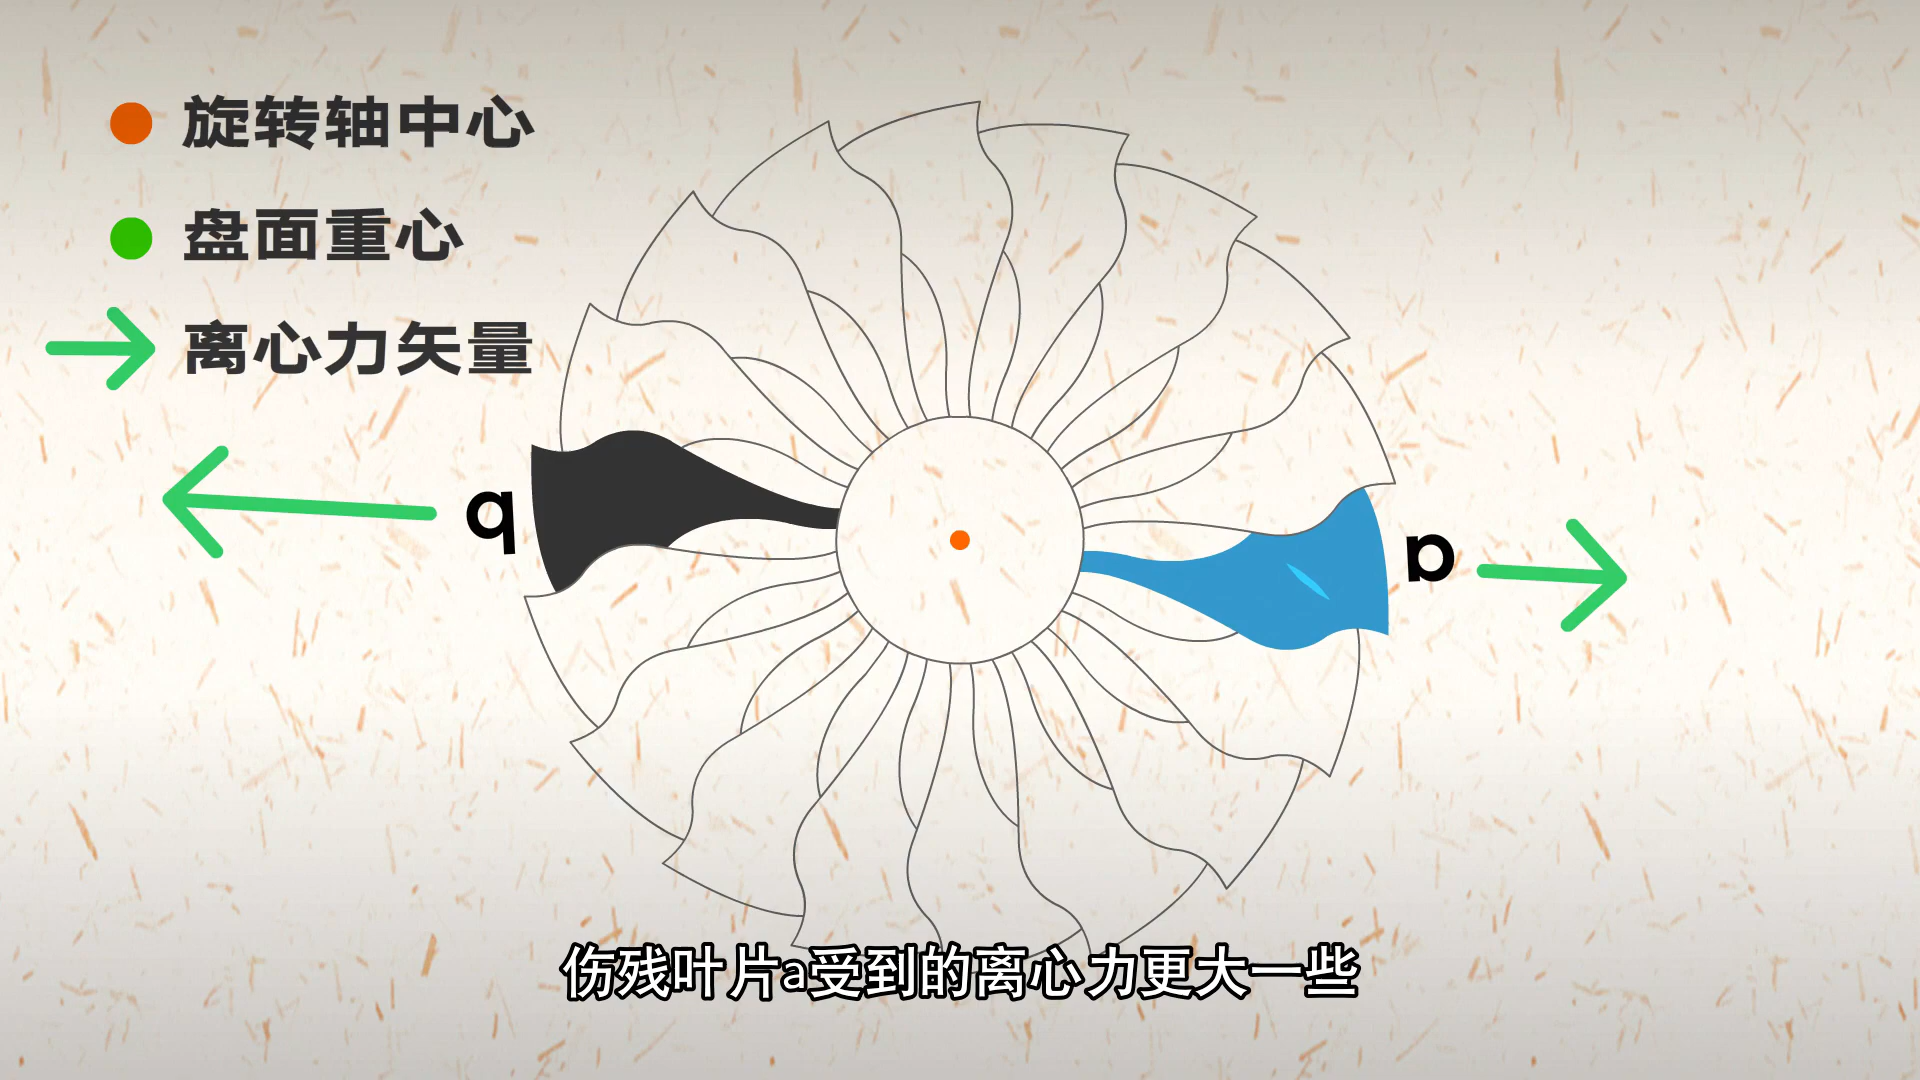 旋转轴中心
盘面重心
离心力矢量
b
a
伤残叶片a受到的离心力更大一些